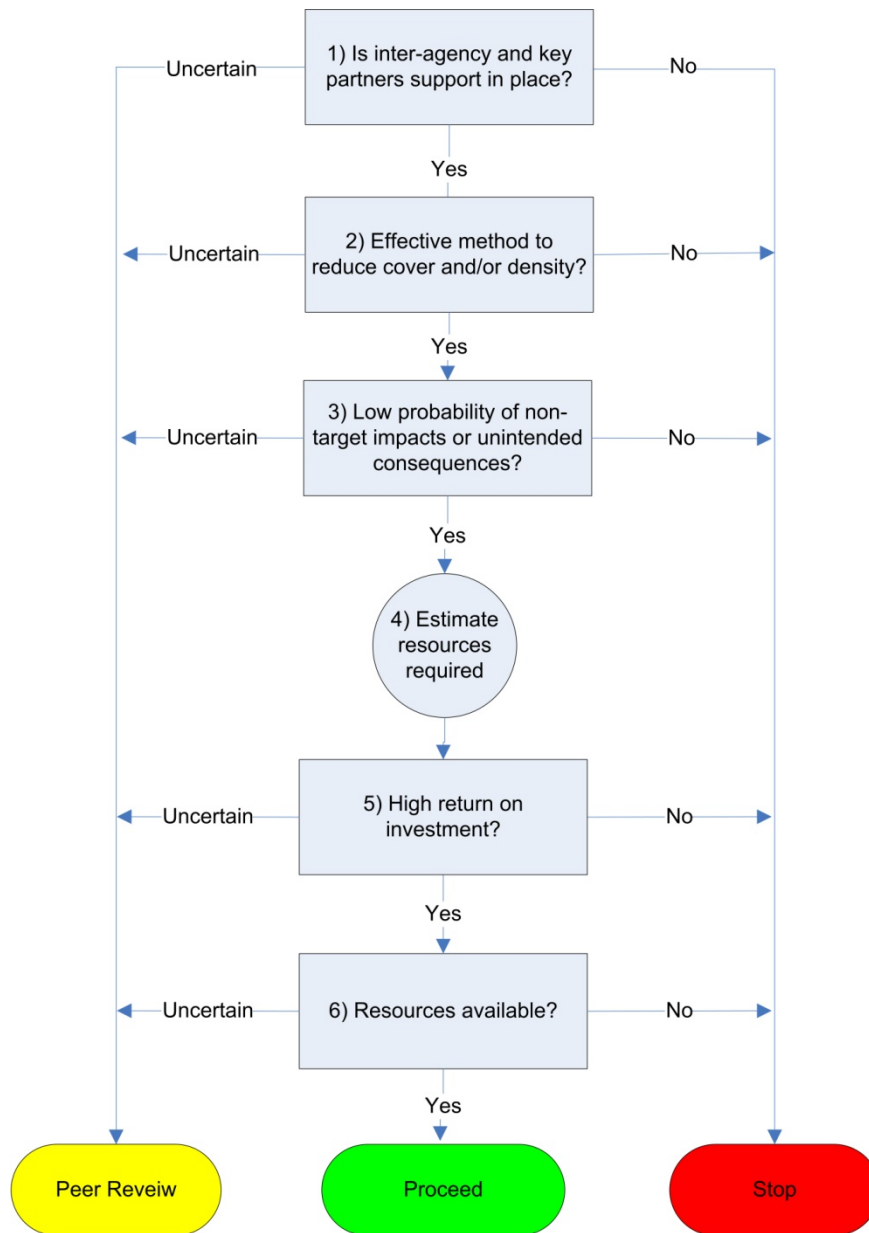 1) Is inter-agency and key
partners support in place?
Uncertain
No
Yes
2) Effective method to
reduce cover and/or density?
Uncertain
No
Yes
3) Low probability of non-
target impacts or unintended
consequences?
Uncertain
No
Yes
4) Estimate
resources
required
5) High return on
investment?
Uncertain
No
Yes
6) Resources available?
Uncertain
No
Yes
Peer Reveiw
Proceed
Stop